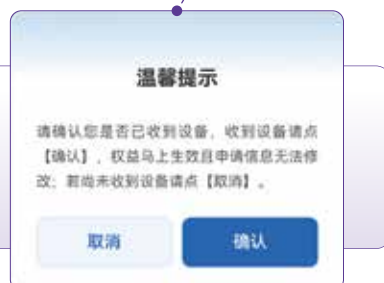 温馨提示
请确认您是否已收到设备，收到设备请点
【确认】，权益马上生效且申请信息无法修
改；若尚未收到设备请点【取消】。
取消
确认